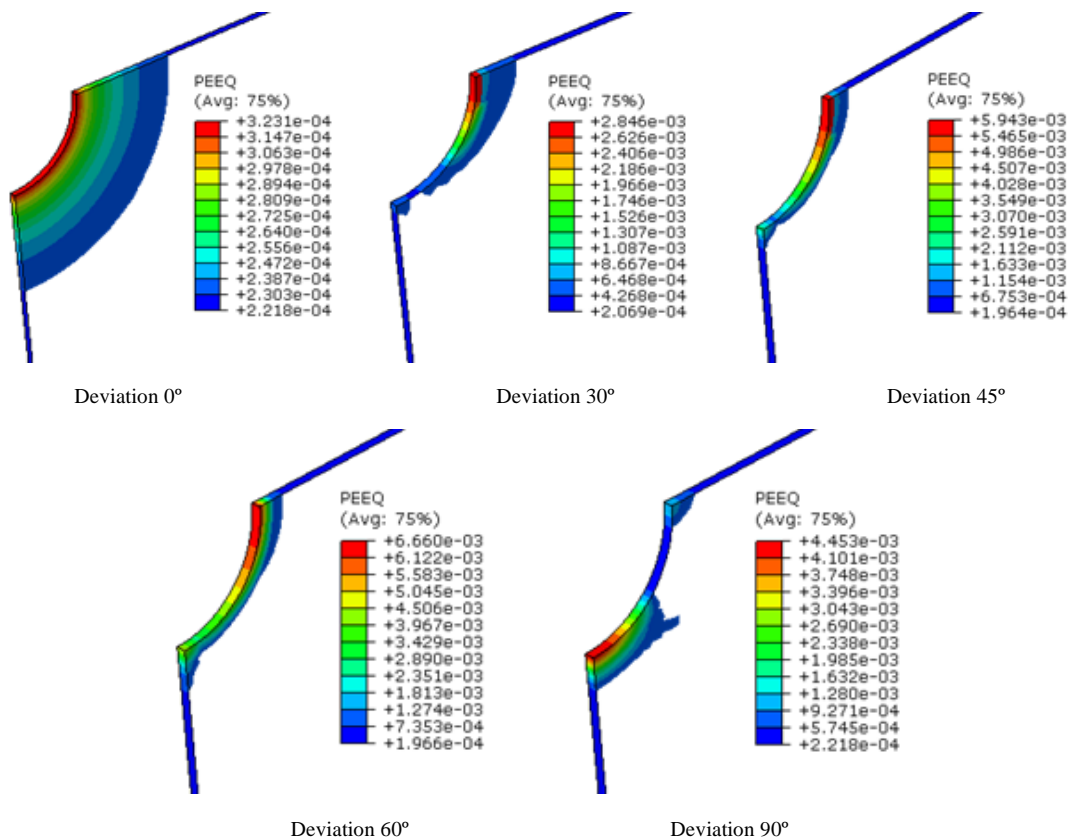 PEEQ
(Avg: 75%)
+3.231e-04
+3.147e-04
+3.063e-04
+2.978e-04
+2.894e-04
+2.809e-04
+2.725e-04
+2.640e-04
+2.556e-04
+2.472e-04
+2.387e-04
+2.303e-04
+2.218e-04
Deviation 0º
PEEQ
(Avg: 75%)
+2.846e-03
+2.626e-03
+2.406e-03
+2.186e-03
+1.966e-03
+1.746e-03
+1.526e-03
+1.307e-03
+1.087e-03
+8.667e-04
+6.468e-04
+4.268e-04
+2.069e-04
Deviation 30º
PEEQ
(Avg: 75%)
+5.943e-03
+5.465e-03
+4.986e-03
+4.507e-03
+4.028e-03
+3.549e-03
+3.070e-03
+2.591e-03
+2.112e-03
+1.633e-03
+1.154e-03
+6.753e-04
+1.964e-04
Deviation 45º
PEEQ
(Avg: 75%)
+6.660e-03
+6.122e-03
+5.583e-03
+5.045e-03
+4.506e-03
+3.967e-03
+3.429e-03
+2.890e-03
+2.351e-03
+1.813e-03
+1.274e-03
+7.353e-04
+1.966e-04
Deviation 60º
PEEQ
(Avg: 75%)
+4.453e-03
+4.101e-03
+3.748e-03
+3.396e-03
+3.043e-03
+2.690e-03
+2.338e-03
+1.985e-03
+1.632e-03
+1.280e-03
+9.271e-04
+5.745e-04
+2.218e-04
Deviation 90º